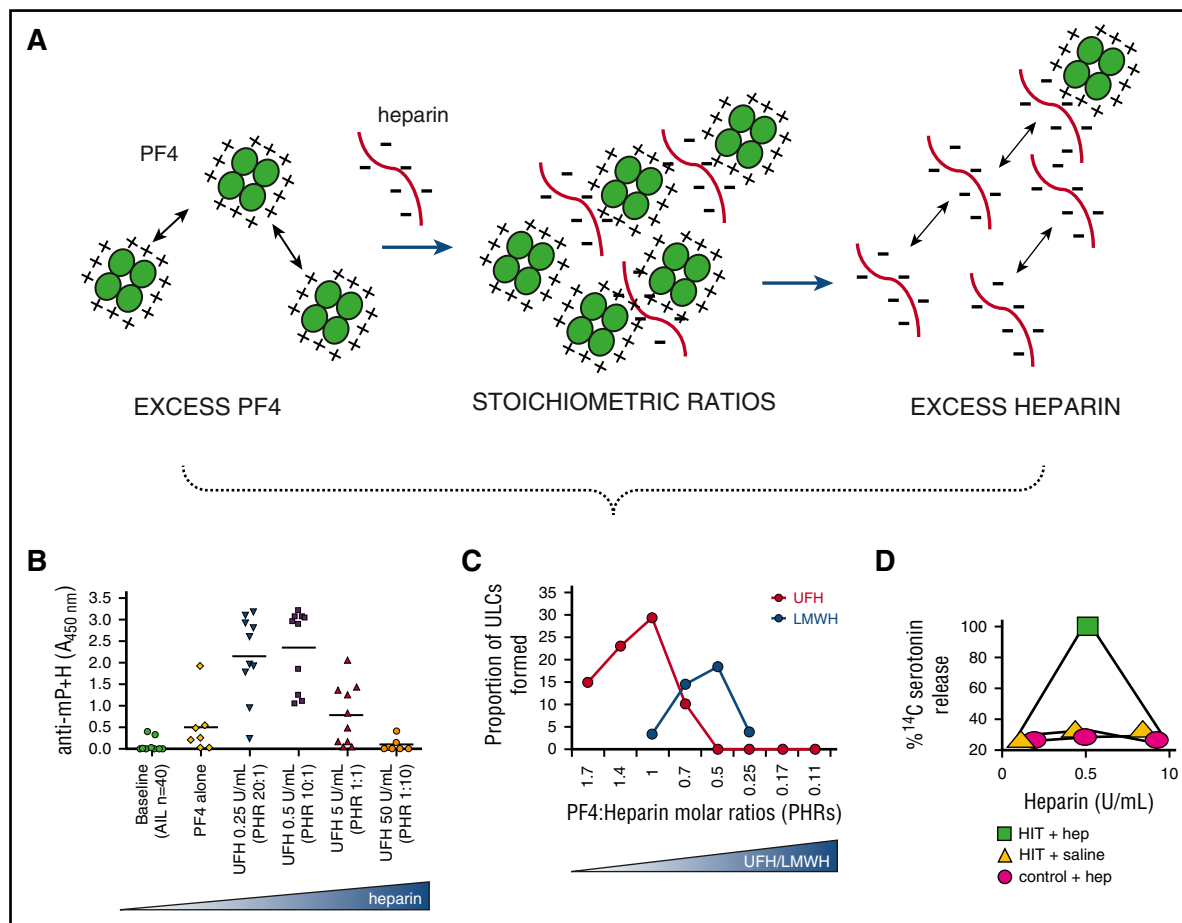 A
PF4
heparin
EXCESS PF4
STOICHIOMETRIC RATIOS
EXCESS HEPARIN
B
anti-mP+H (A450 nm)
3.5
3.0
2.5
2.0
1.5
1.0
0.5
0.0
Baseline
(AIL n=40)
PF4 alone
UFH 0.25 U/mL
(PHR 20:1)
UFH 0.5 U/mL
(PHR 10:1)
UFH 5 U/mL
(PHR 1:1)
UFH 50 U/mL
(PHR 1:10)
heparin
C
Proportion of ULCs
formed
35
30
25
20
15
10
5
0
UFH
LMWH
1.7
1.4
1
0.7
0.5
0.25
0.17
0.11
PF4:Heparin molar ratios (PHRs)
UFH/LMWH
D
%14C serotonin
release
100
80
60
40
20
0
0.5
10
Heparin (U/mL)
HIT + hep
HIT + saline
control + hep